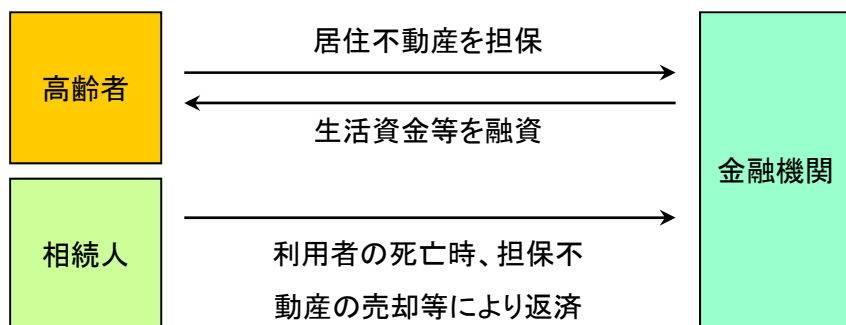 居住不動産を担保
高齢者
生活資金等を融資
金融機関
相続人
利用者の死亡時、担保不
動産の売却等により返済